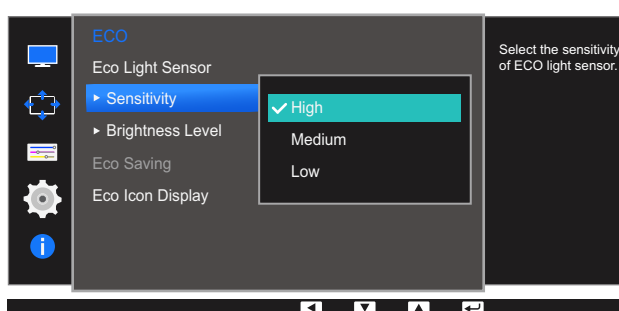 ECO
Eco Light Sensor
Sensitivity
Brightness Level
Eco Saving
Eco Icon Display
High
Medium
Low
Select the sensitivity
of ECO light sensor.